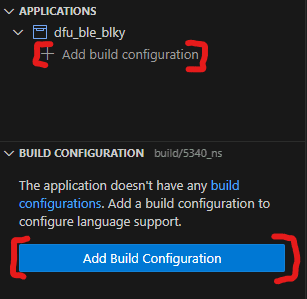 APPLICATIONS
dfu_ble_blky
Add build configuration
BUILD CONFIGURATION build/5340_ns
The application doesn't have any build
configurations. Add a build configuration to
configure language support.
Add Build Configuration